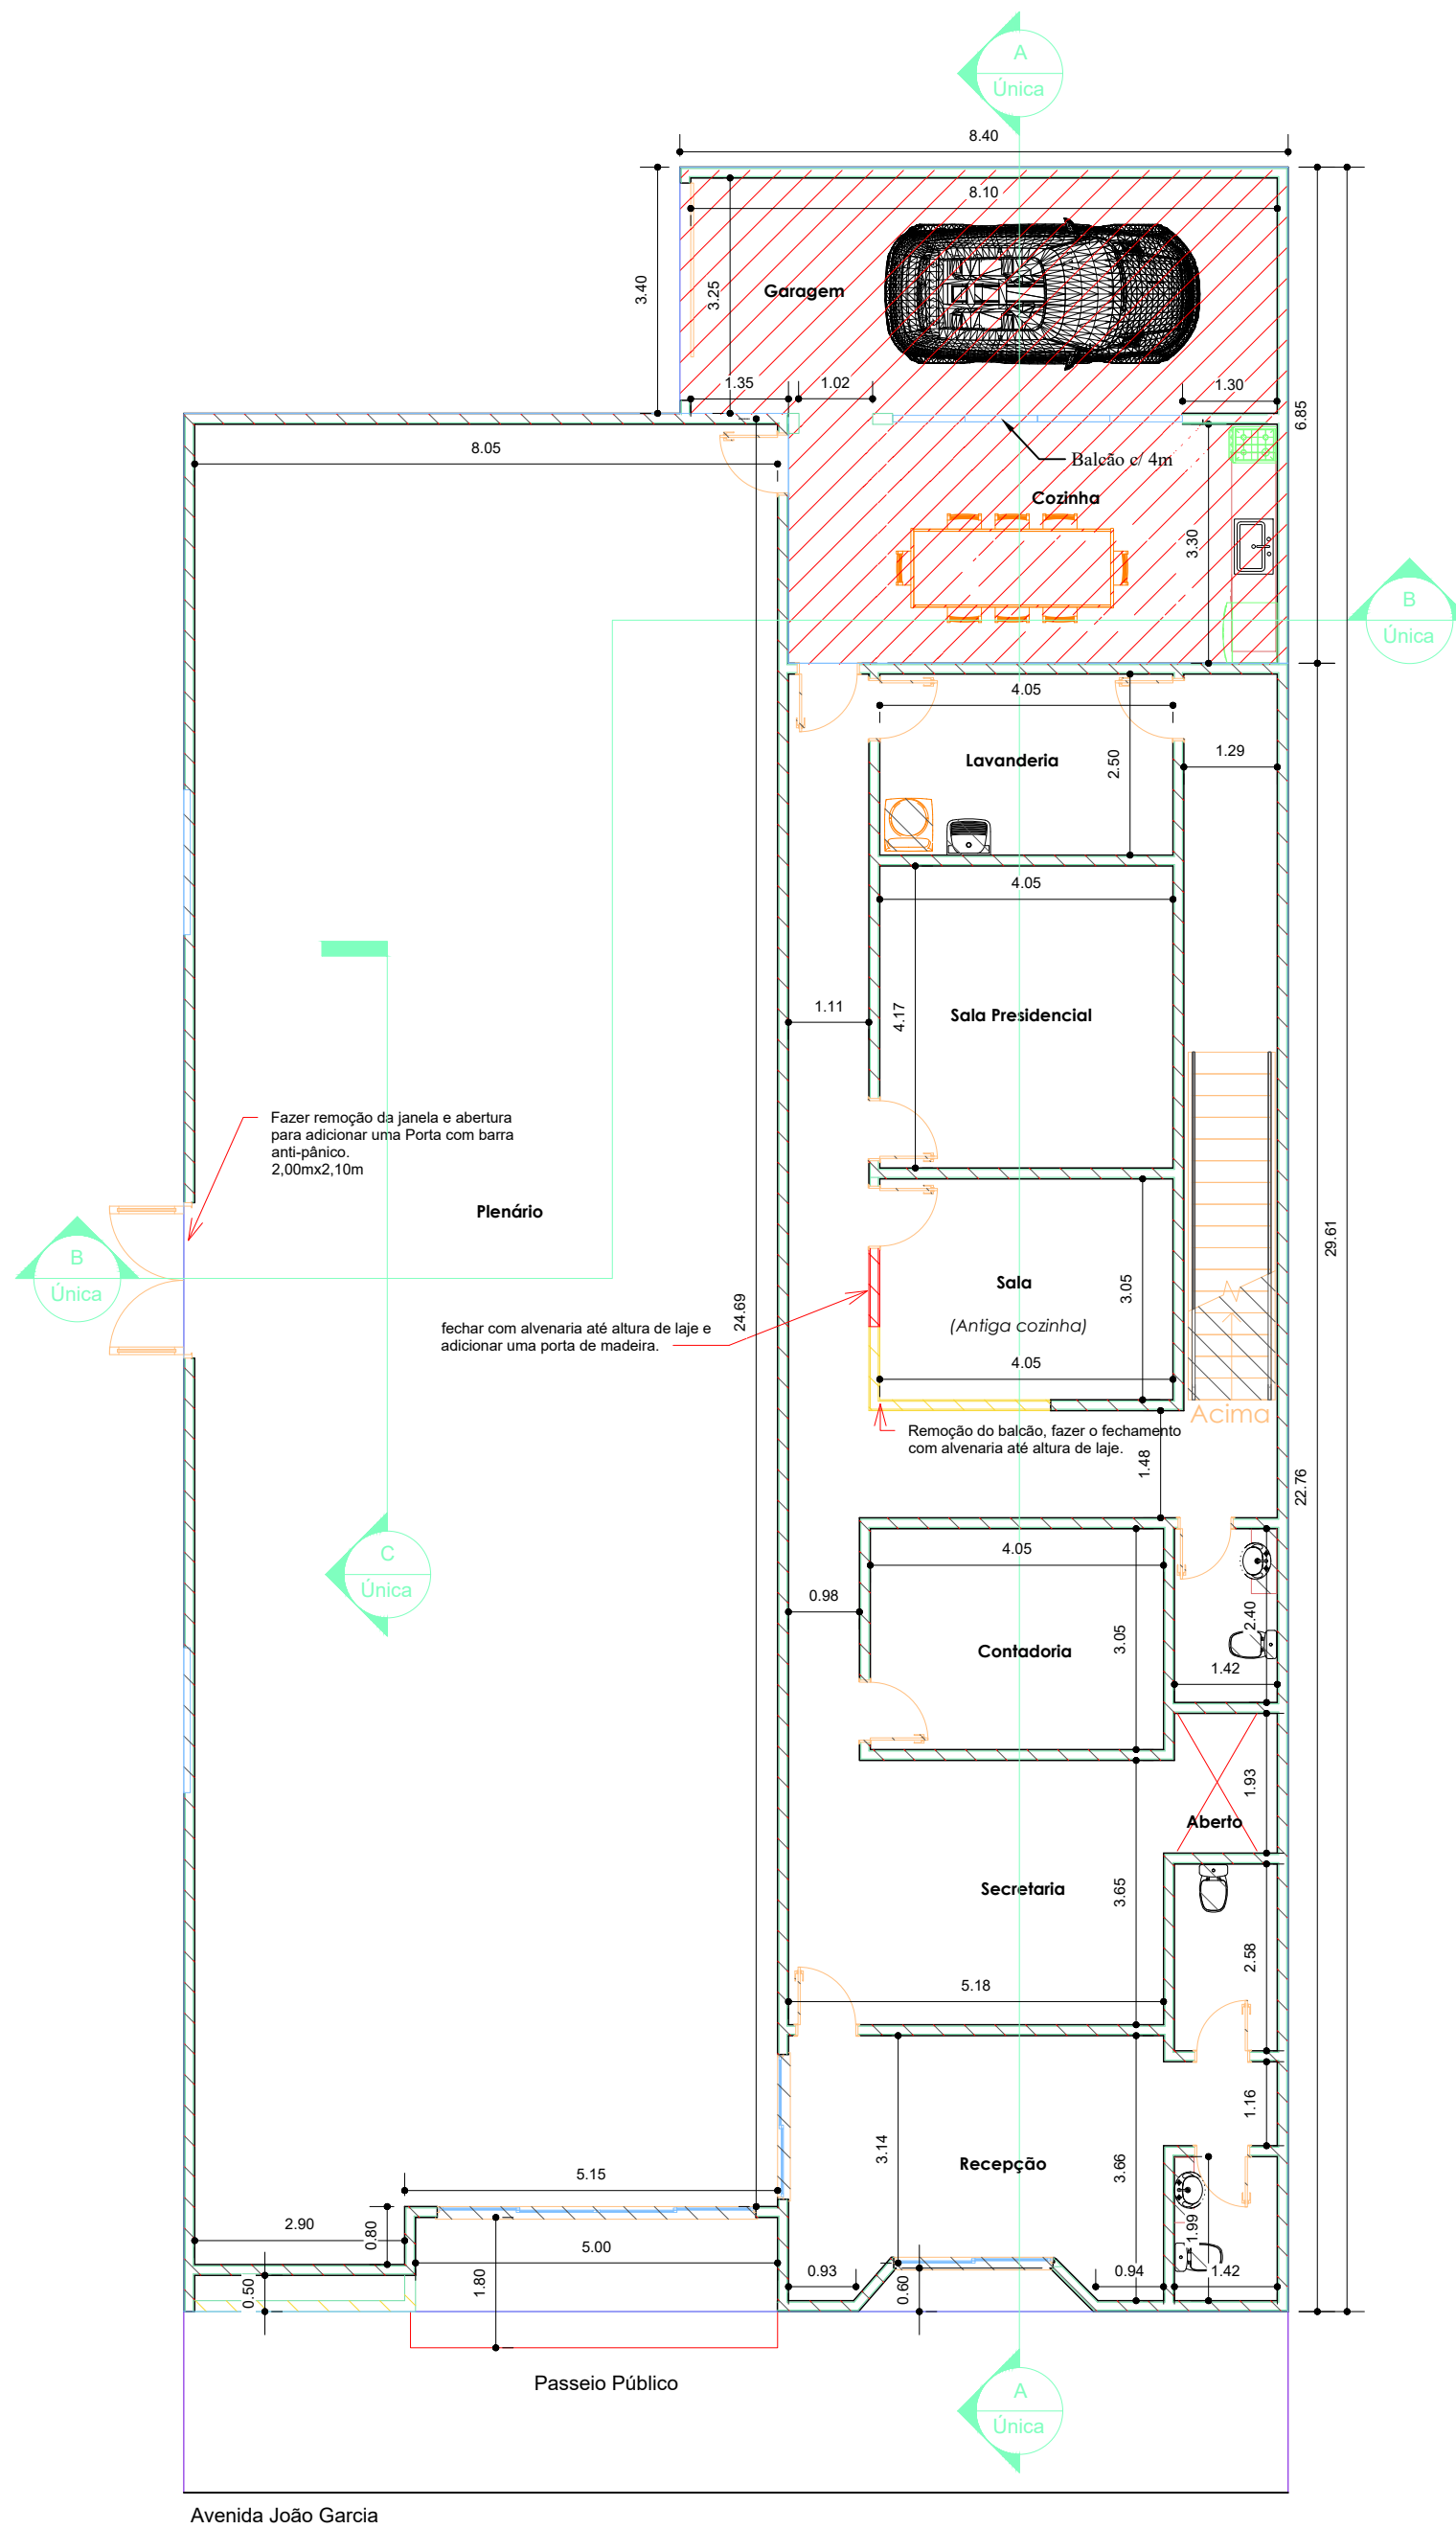 A
Única
8.40
8.10
3.40
3.25
Garagem
1.35
1.02
1.30
6.85
8.05
Balcão c/ 4m
Cozinha
3.30
B
Única
4.05
Lavanderia
2.50
1.29
4.05
1.11
4.17
Sala Presidencial
Fazer remoção da janela e abertura
para adicionar uma Porta com barra
anti-pânico.
2,00mx2,10m
Plenário
B
Única
29.61
24.69
Sala
(Antiga cozinha)
3.05
fechar com alvenaria até altura de laje e
adicionar uma porta de madeira.
4.05
Acima
Remoção do balcão, fazer o fechamento
com alvenaria até altura de laje.
1.48
22.76
C
Única
4.05
0.98
2.40
3.05
Contadoria
1.42
1.93
Aberto
Secretaria
3.65
2.58
5.18
1.16
3.14
3.66
Recepção
5.15
2.90
0.80
5.00
1.99
0.93
0.94
1.42
0.50
1.80
0.60
Passeio Público
A
Única
Avenida João Garcia